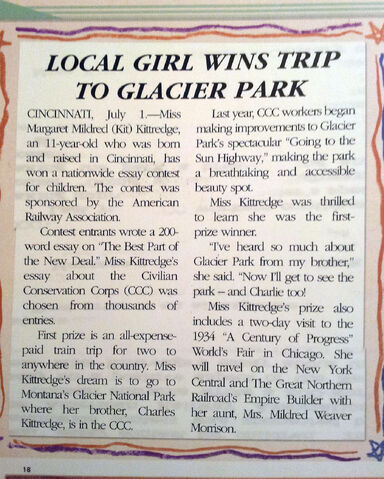 LOCAL GIRL WINS TRIP
TO GLACIER PARK
CINCINNATI, July 1.—Miss
Margaret Mildred (Kit) Kittredge,
an 11-year-old who was born
and raised in Cincinnati, has
won a nationwide essay contest
for children. The contest was
sponsored by the American
Railway Association.
Contest entrants wrote a 200-
word essay on "The Best Part of
the New Deal." Miss Kittredge's
essay about the Civilian
Conservation Corps (CCC) was
chosen from thousands of
entries.
First prize is an all-expense-
paid train trip for two to
anywhere in the country. Miss
Kittredge's dream is to go to
Montana's Glacier National Park
where her brother, Charles
Kittredge, is in the CCC.
Last year, CCC workers began
making improvements to Glacier
Park's spectacular "Going to the
Sun Highway," making the park
a breathtaking and accessible
beauty spot.
Miss Kittredge was thrilled
to learn she was the first-
prize winner.
"I've heard so much about
Glacier Park from my brother,"
she said. "Now I'll get to see the
park – and Charlie too!
Miss Kittredge's prize also
includes a two-day visit to the
1934 "A Century of Progress"
World's Fair in Chicago. She
will travel on the New York
Central and The Great Northern
Railroad's Empire Builder with
her aunt, Mrs. Mildred Weaver
Morrison.
18